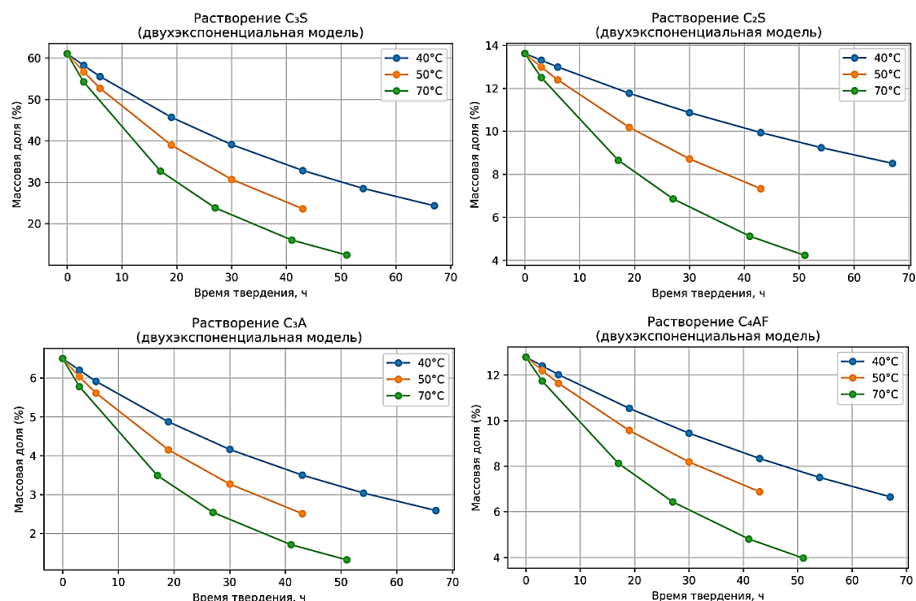 Растворение C₃S
(двухэкспоненциальная модель)
Массовая доля (%)
60
50
40
30
20
40°C
50°C
70°C
0 10 20 30 40 50 60 70
Время твердения, ч
Растворение C₂S
(двухэкспоненциальная модель)
Массовая доля (%)
14
12
10
8
6
4
40°C
50°C
70°C
0 10 20 30 40 50 60 70
Время твердения, ч
Растворение C₃A
(двухэкспоненциальная модель)
Массовая доля (%)
6
5
4
3
2
40°C
50°C
70°C
0 10 20 30 40 50 60 70
Время твердения, ч
Растворение C₄AF
(двухэкспоненциальная модель)
Массовая доля (%)
12
10
8
6
4
40°C
50°C
70°C
0 10 20 30 40 50 60 70
Время твердения, ч